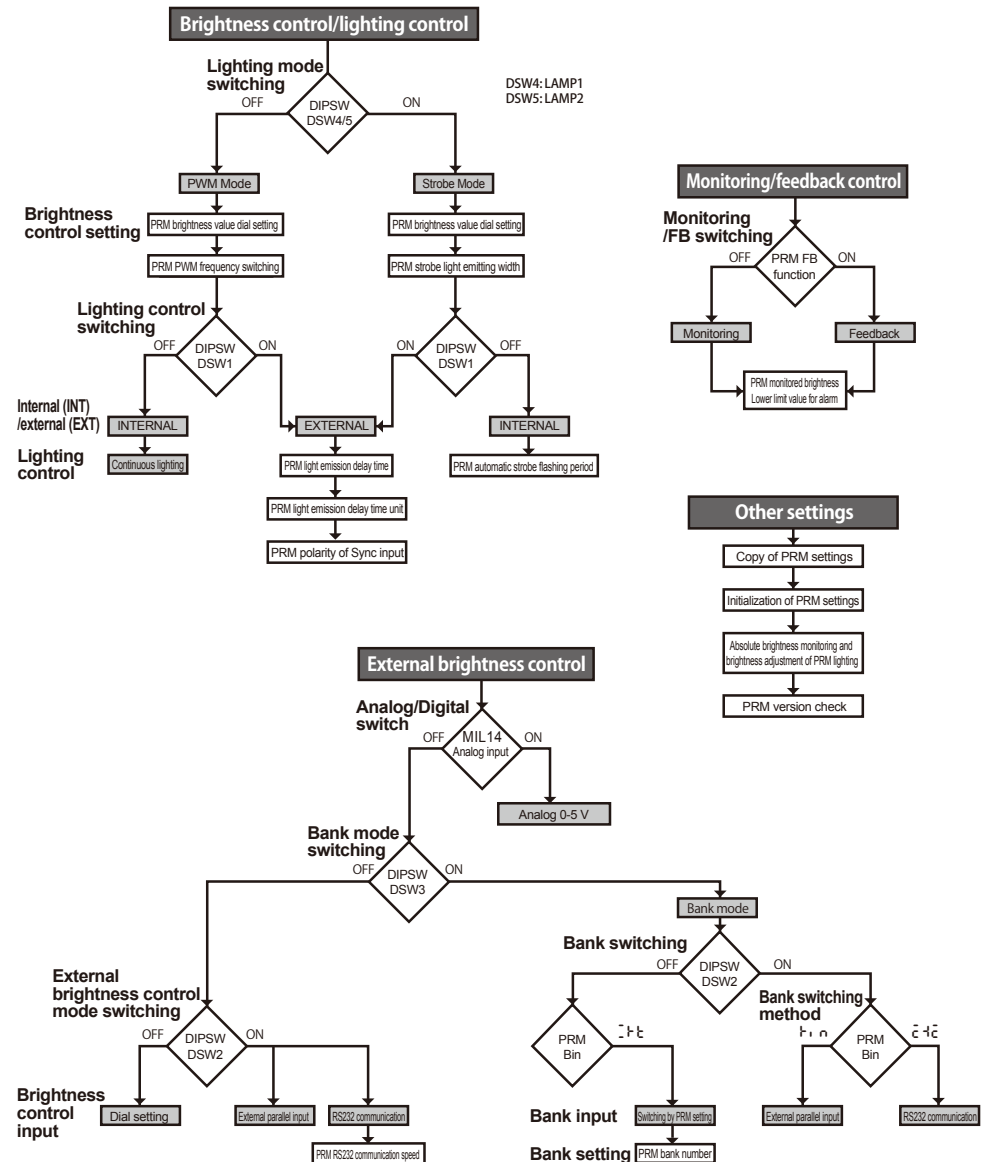 Brightness control/lighting control
Lighting mode
switching
DSW4: LAMP1
DSW5: LAMP2
OFF
DIPSW
DSW4/5
ON
PWM Mode
Strobe Mode
Brightness
control setting
PRM brightness value dial setting
PRM brightness value dial setting
PRM PWM frequency switching
PRM strobe light emitting width
Lighting control
switching
OFF
DIPSW
DSW1
ON
ON
DIPSW
DSW1
OFF
Internal (INT)
/external (EXT)
INTERNAL
EXTERNAL
INTERNAL
Lighting
control
Continuous lighting
PRM light emission delay time
PRM automatic strobe flashing period
PRM light emission delay time unit
PRM polarity of Sync input
Monitoring/feedback control
Monitoring
/FB switching
OFF
PRM FB
function
ON
Monitoring
Feedback
PRM monitored brightness
Lower limit value for alarm
Other settings
Copy of PRM settings
Initialization of PRM settings
Absolute brightness monitoring and
brightness adjustment of PRM lighting
PRM version check
External brightness control
Analog/Digital
switch
OFF
MIL14
Analog input
ON
Analog 0-5 V
Bank mode
switching
OFF
DIPSW
DSW3
ON
Bank mode
Bank switching
OFF
DIPSW
DSW2
ON
External
brightness control
mode switching
OFF
DIPSW
DSW2
ON
Bank switching
method
PRM
Bin
PRM
Bin
Brightness
control
input
Dial setting
External parallel input
RS232 communication
PRM RS232 communication speed
Bank input
Switching by PRM setting
External parallel input
RS232 communication
Bank setting
PRM bank number